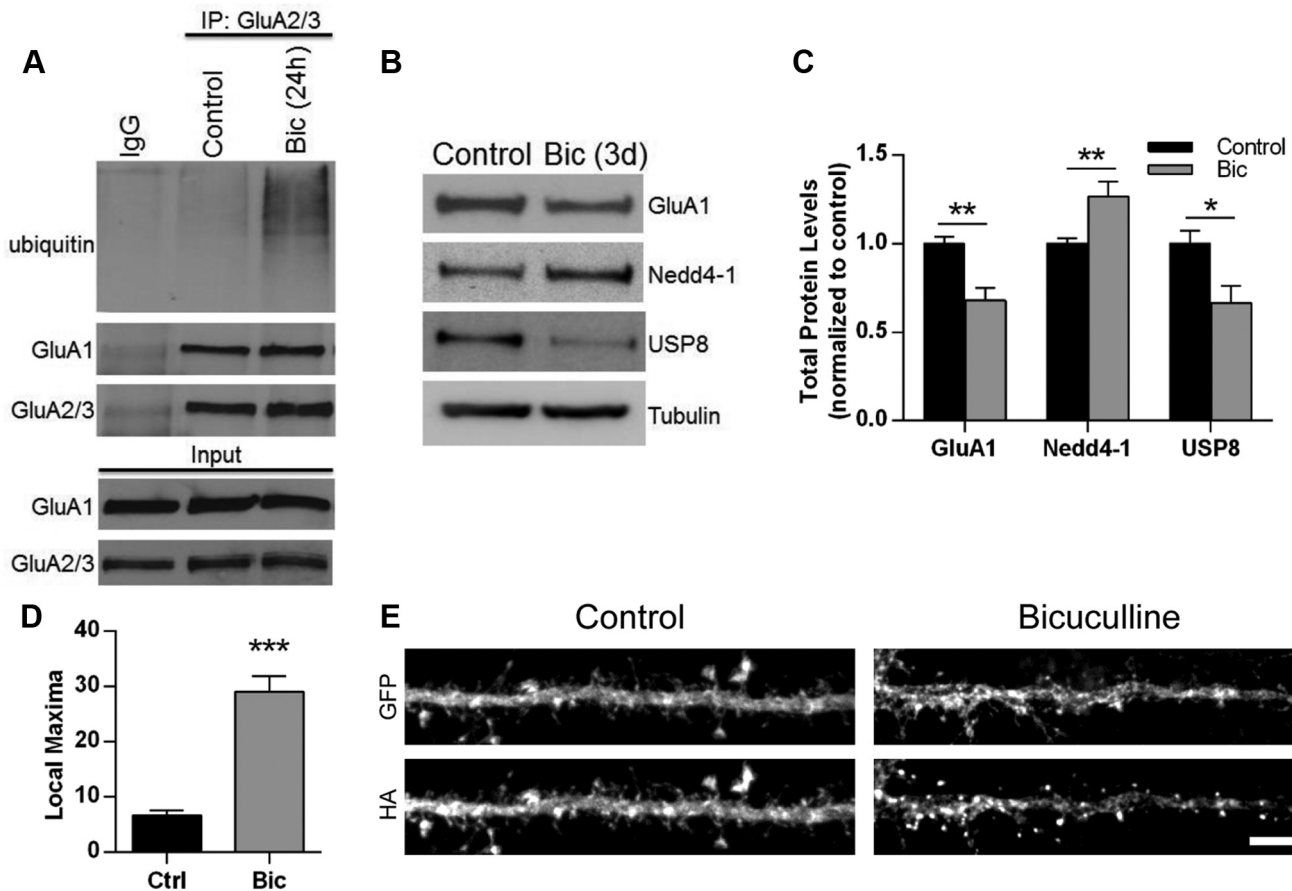 A
IP: GluA2/3
IgG
Control
Bic (24h)
ubiquitin
GluA1
GluA2/3
Input
GluA1
GluA2/3
B
Control Bic (3d)
GluA1
Nedd4-1
USP8
Tubulin
C
Total Protein Levels
(normalized to control)
1.5
1.0
0.5
0.0
**
**
*
Control
Bic
GluA1 Nedd4-1 USP8
D
Local Maxima
40
30
20
10
0
***
Ctrl Bic
E
Control Bicuculline
GFP
HA